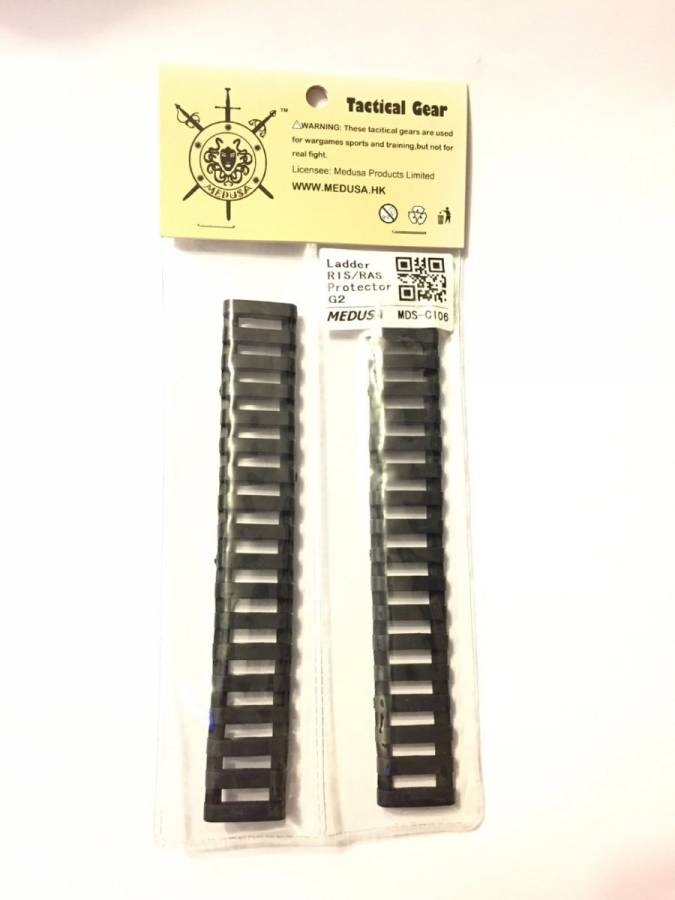 Tactical Gear
TM
WARNING: These tacitical gears are used
for wargames sports and training,but not for
real fight.
Licensee: Medusa Products Limited
WWW.MEDUSA.HK
MEDUSA
Ladder
RIS/RAS
Protector
G2
MEDUSA MDS-C106